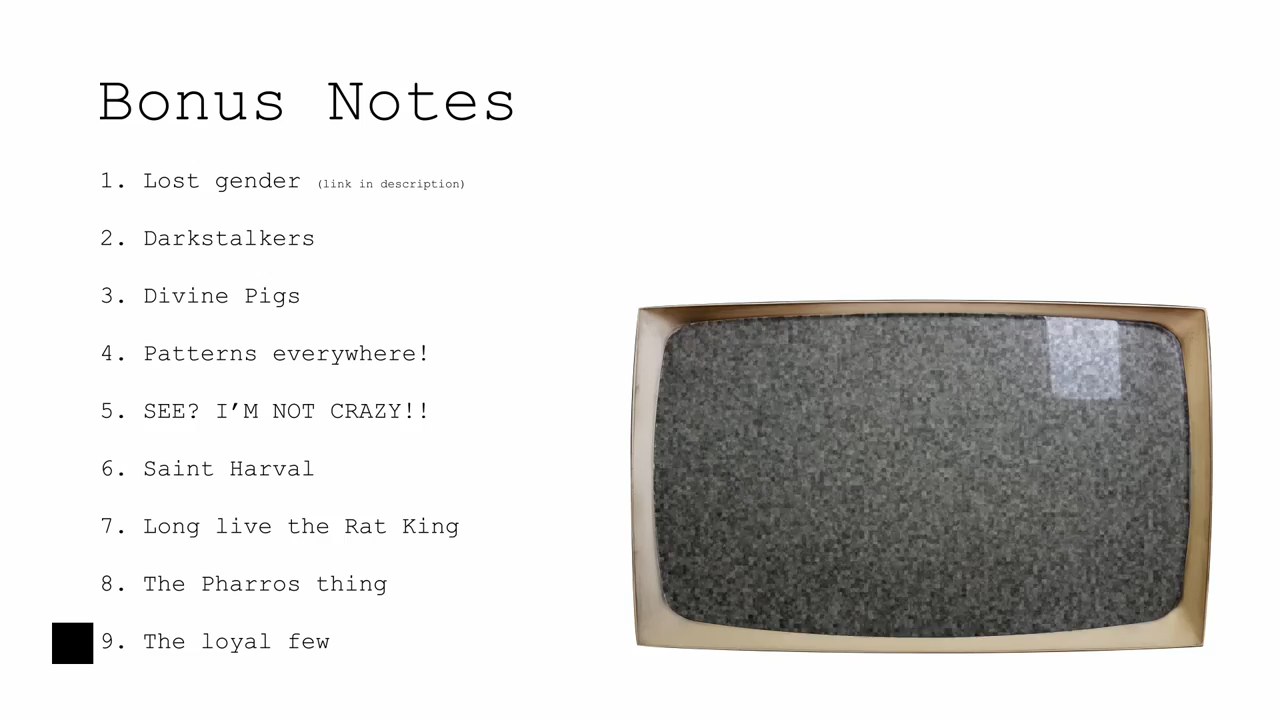 Bonus Notes
1. Lost gender (link in description)
2. Darkstalkers
3. Divine Pigs
4. Patterns everywhere!
5. SEE? I’M NOT CRAZY!!
6. Saint Harval
7. Long live the Rat King
8. The Pharros thing
9. The loyal few